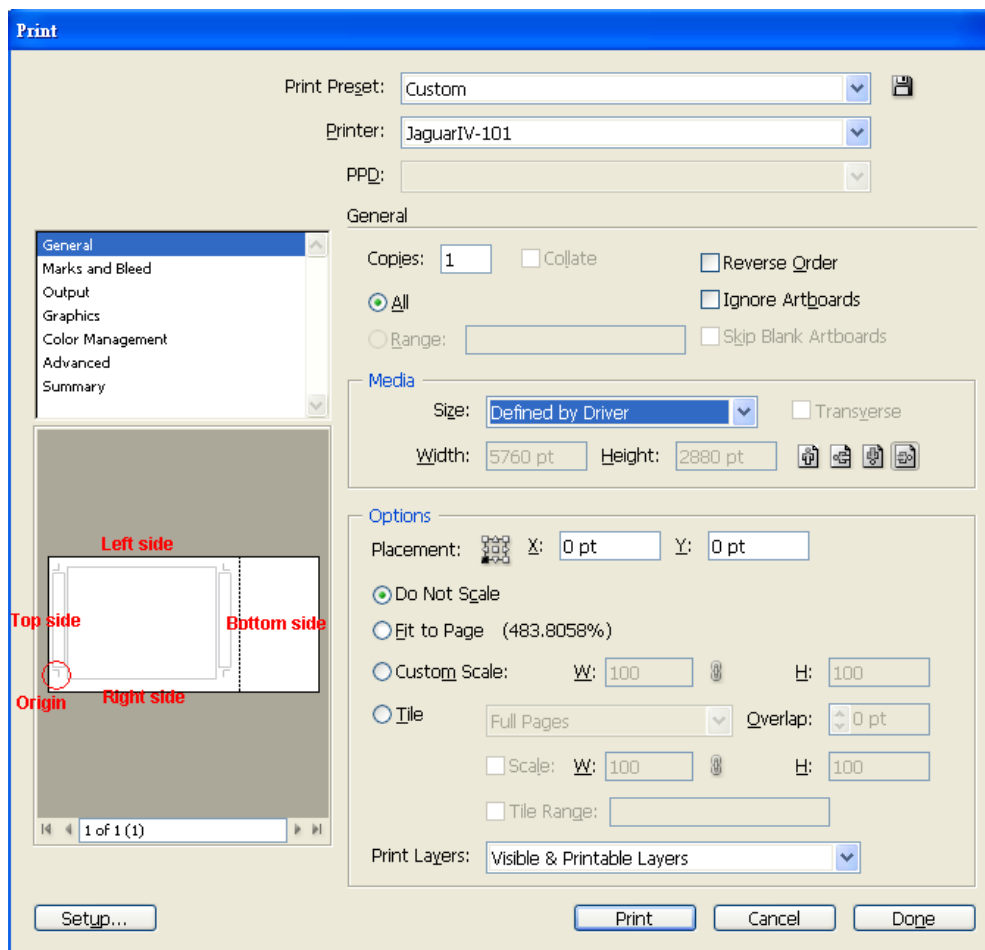 Print
Print Preset: Custom
Printer: JaguarIV-101
PPD:
General
Marks and Bleed
Output
Graphics
Color Management
Advanced
Summary
General
Copies: 1 Collate Reverse Order
All Ignore Artboards
Range: Skip Blank Artboards
Media
Size: Defined by Driver Transverse
Width: 5760 pt Height: 2880 pt
Left side
Top side
Bottom side
Origin
Right side
1 of 1 (1)
Options
Placement: X: 0 pt Y: 0 pt
Do Not Scale
Fit to Page (483.8058%)
Custom Scale: W: 100 H: 100
Tile Full Pages Overlap: 0 pt
Scale: W: 100 H: 100
Tile Range:
Print Layers: Visible & Printable Layers
Setup... Print Cancel Done